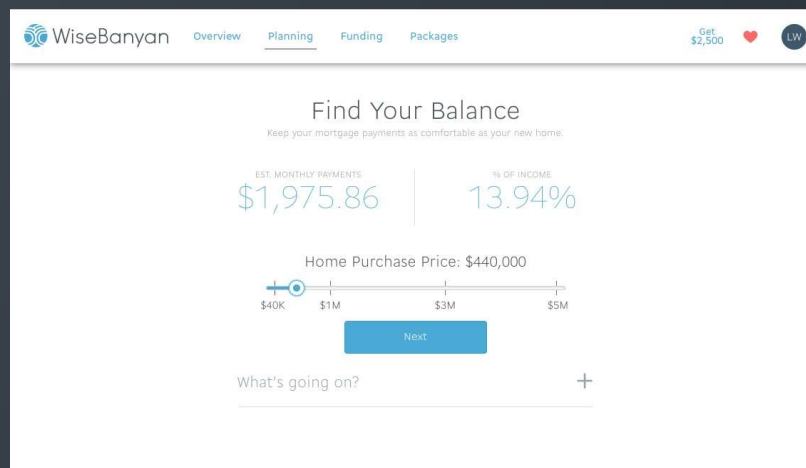 WiseBanyan
Overview Planning Funding Packages
Get
$2,500
LW
Find Your Balance
Keep your mortgage payments as comfortable as your new home.
EST. MONTHLY PAYMENTS % OF INCOME
$1,975.86 13.94%
Home Purchase Price: $440,000
$40K $1M $3M $5M
Next
What's going on?